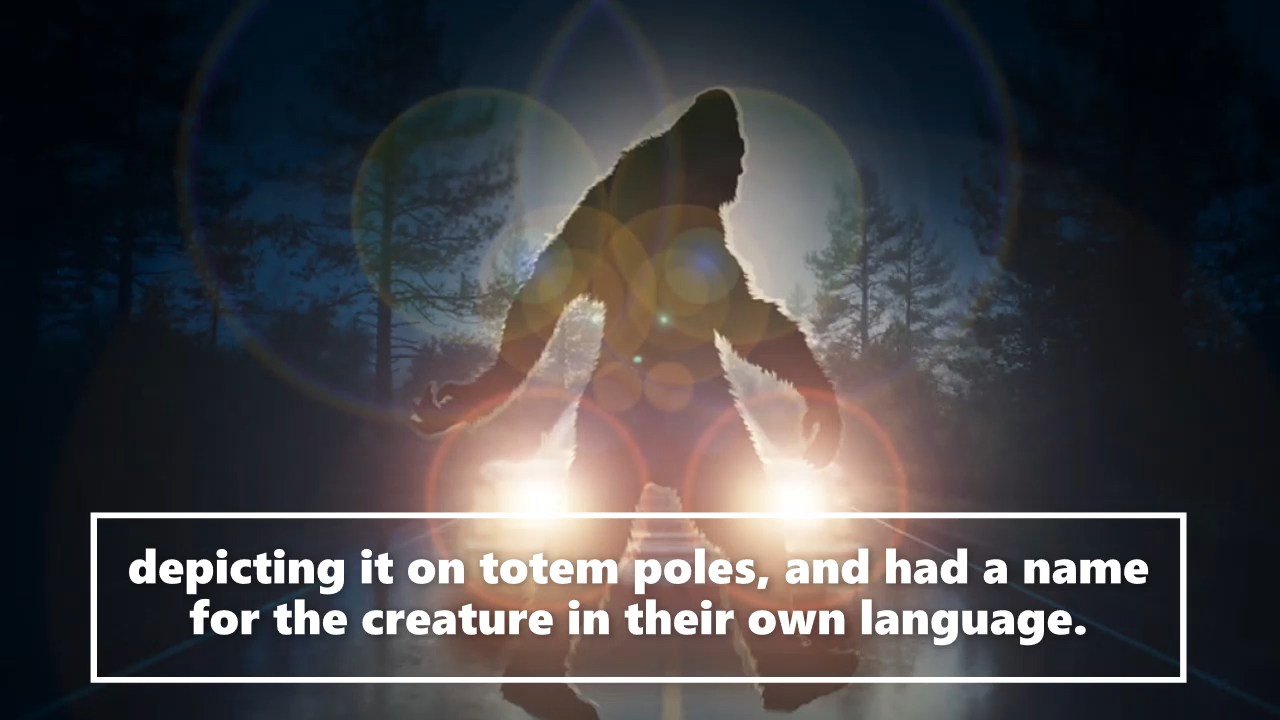 depicting it on totem poles, and had a name
for the creature in their own language.